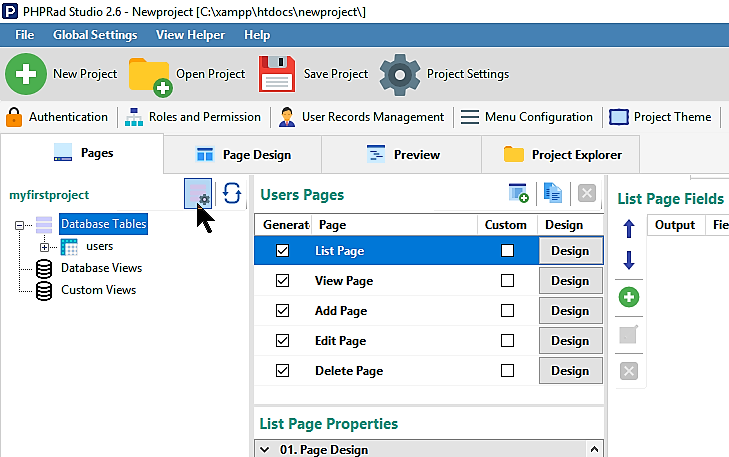 PHPRad Studio 2.6 - Newproject [C:\xampp\htdocs\newproject\]
File Global Settings View Helper Help
New Project Open Project Save Project Project Settings
Authentication Roles and Permission User Records Management Menu Configuration Project Theme
Pages Page Design Preview Project Explorer
myfirstproject
Database Tables
users
Database Views
Custom Views
Users Pages
Generat Page Custom Design
List Page Design
View Page Design
Add Page Design
Edit Page Design
Delete Page Design
List Page Properties
01. Page Design
List Page Fields
Output Fie